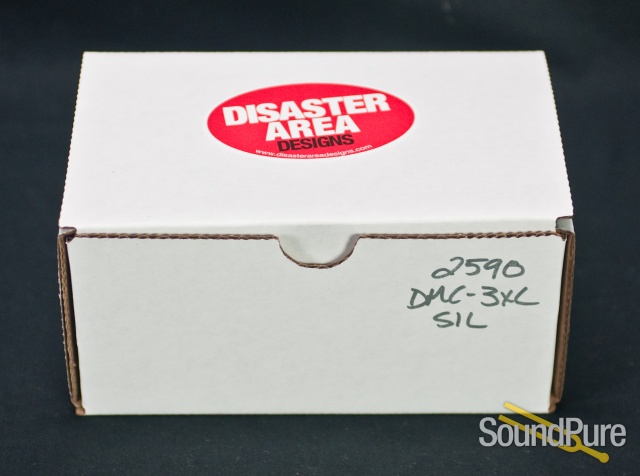 DISASTER
AREA
DESIGNS
www.disasterareadesigns.com
2590
DMC-3XL
SIL
SoundPure